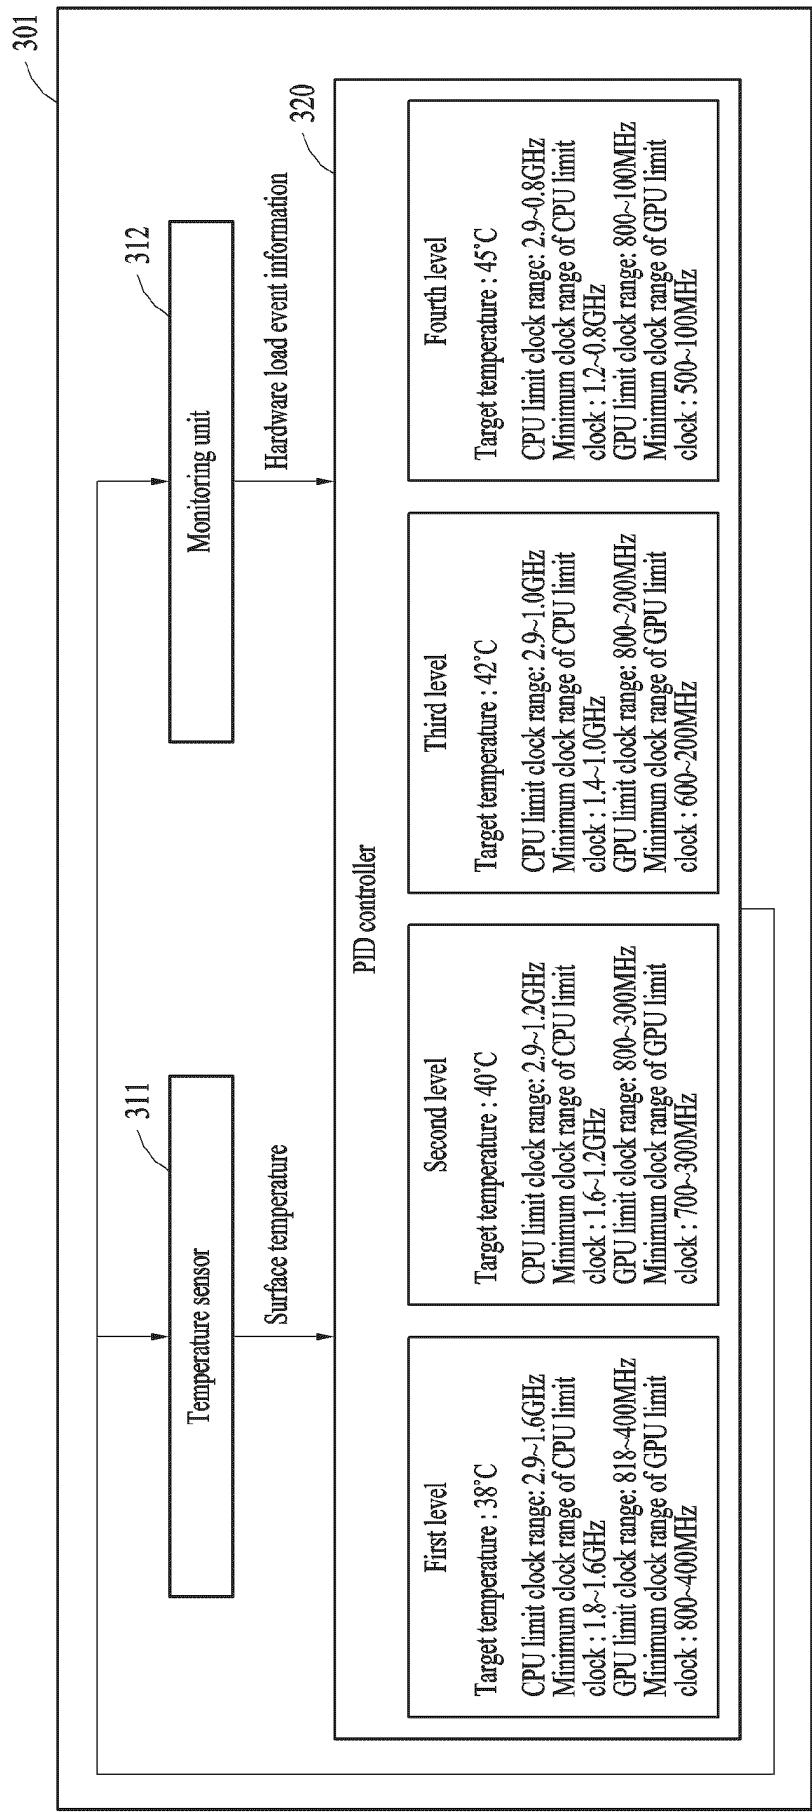 301
311
Temperature sensor
Surface temperature
312
Monitoring unit
Hardware load event information
320
PID controller
First level
Target temperature : 38°C
CPU limit clock range: 2.9~1.6GHz
Minimum clock range of CPU limit
clock : 1.8~1.6GHz
GPU limit clock range: 818~400MHz
Minimum clock range of GPU limit
clock : 800~400MHz
Second level
Target temperature : 40°C
CPU limit clock range: 2.9~1.2GHz
Minimum clock range of CPU limit
clock : 1.6~1.2GHz
GPU limit clock range: 800~300MHz
Minimum clock range of GPU limit
clock : 700~300MHz
Third level
Target temperature : 42°C
CPU limit clock range: 2.9~1.0GHz
Minimum clock range of CPU limit
clock : 1.4~1.0GHz
GPU limit clock range: 800~200MHz
Minimum clock range of GPU limit
clock : 600~200MHz
Fourth level
Target temperature : 45°C
CPU limit clock range: 2.9~0.8GHz
Minimum clock range of CPU limit
clock : 1.2~0.8GHz
GPU limit clock range: 800~100MHz
Minimum clock range of GPU limit
clock : 500~100MHz